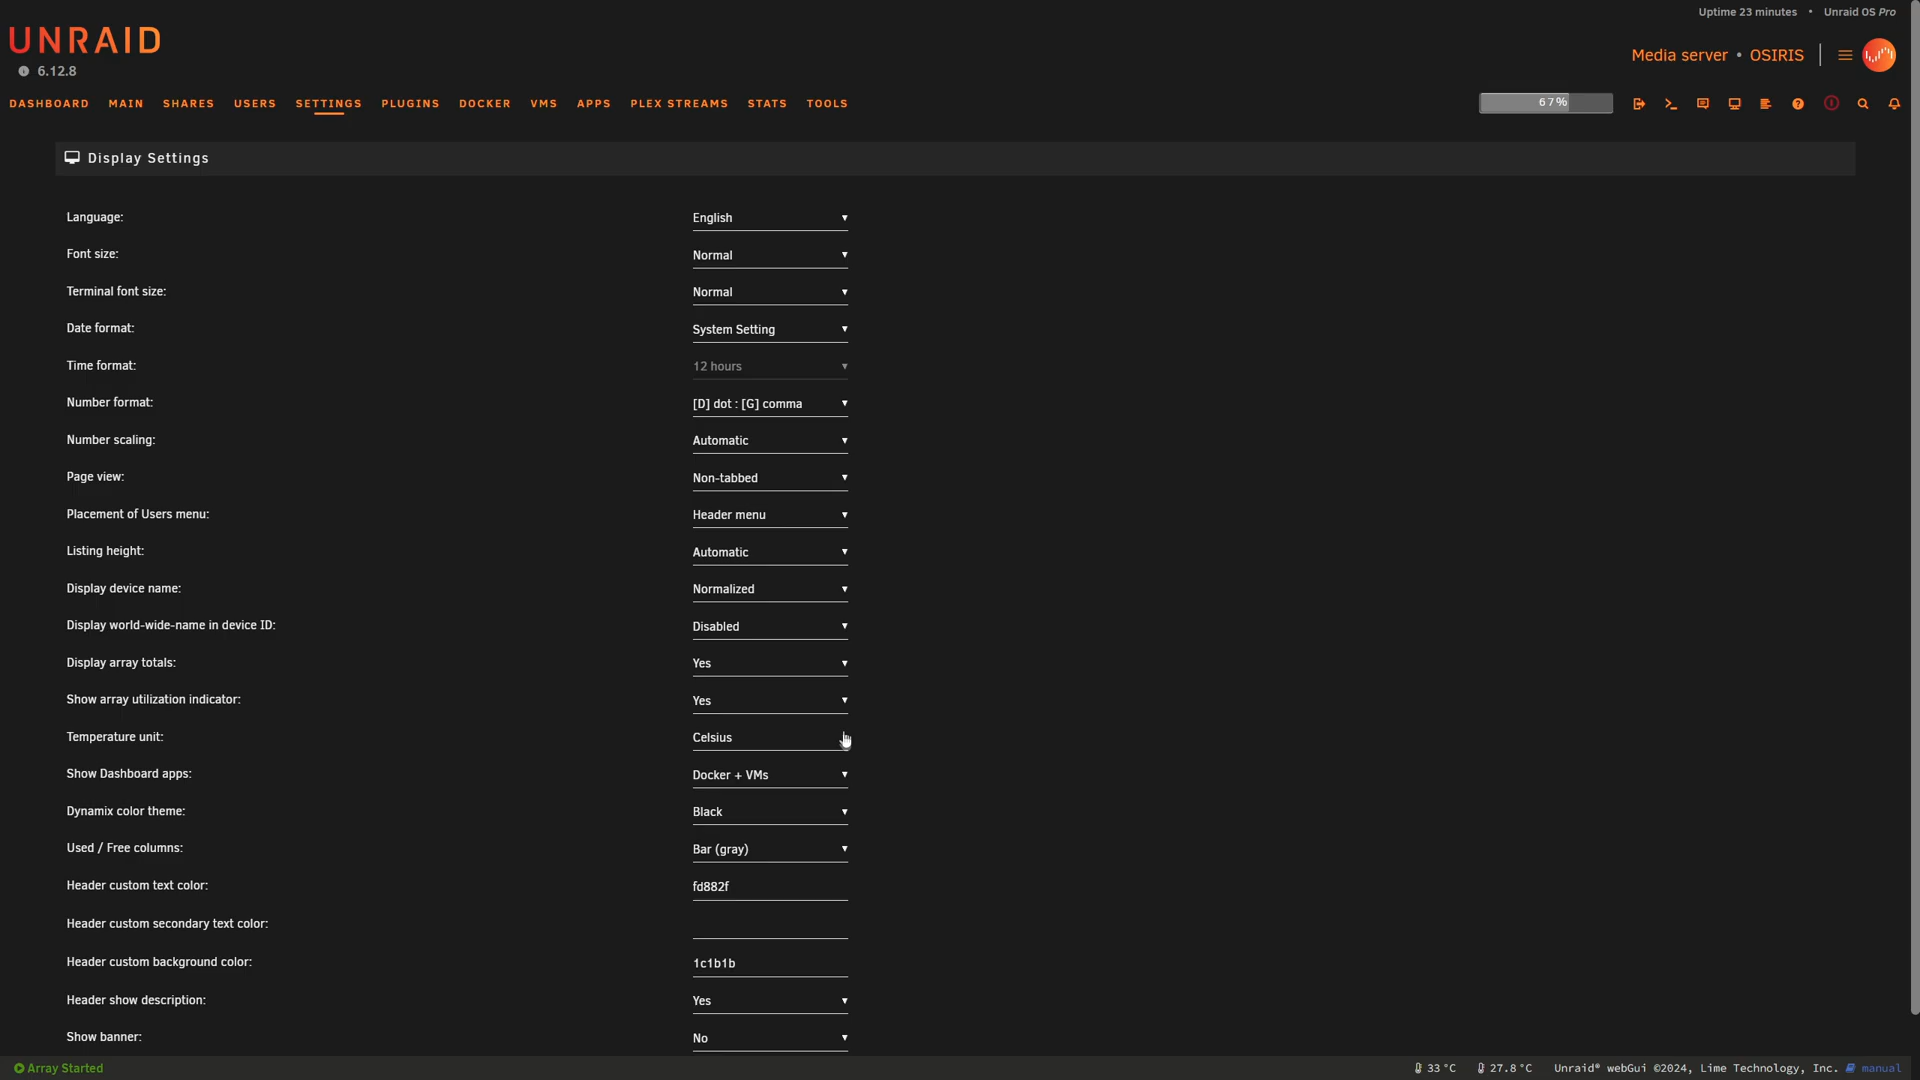 Uptime 23 minutes • Unraid OS Pro
UNRAID
6.12.8
Media server • OSIRIS
DASHBOARD MAIN SHARES USERS SETTINGS PLUGINS DOCKER VMS APPS PLEX STREAMS STATS TOOLS 67%
Display Settings
Language: English
Font size: Normal
Terminal font size: Normal
Date format: System Setting
Time format: 12 hours
Number format: [D] dot : [G] comma
Number scaling: Automatic
Page view: Non-tabbed
Placement of Users menu: Header menu
Listing height: Automatic
Display device name: Normalized
Display world-wide-name in device ID: Disabled
Display array totals: Yes
Show array utilization indicator: Yes
Temperature unit: Celsius
Show Dashboard apps: Docker + VMs
Dynamix color theme: Black
Used / Free columns: Bar (gray)
Header custom text color: fd882f
Header custom secondary text color:
Header custom background color: 1c1b1b
Header show description: Yes
Show banner: No
Array Started 33 °C 27.8 °C Unraid® webGui ©2024, Lime Technology, Inc. manual